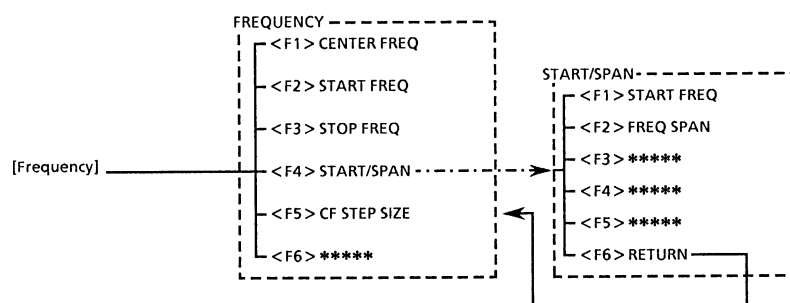 FREQUENCY
<F1> CENTER FREQ
<F2> START FREQ
<F3> STOP FREQ
[Frequency]
<F4> START/SPAN
<F5> CF STEP SIZE
<F6> *****
START/SPAN
<F1> START FREQ
<F2> FREQ SPAN
<F3> *****
<F4> *****
<F5> *****
<F6> RETURN